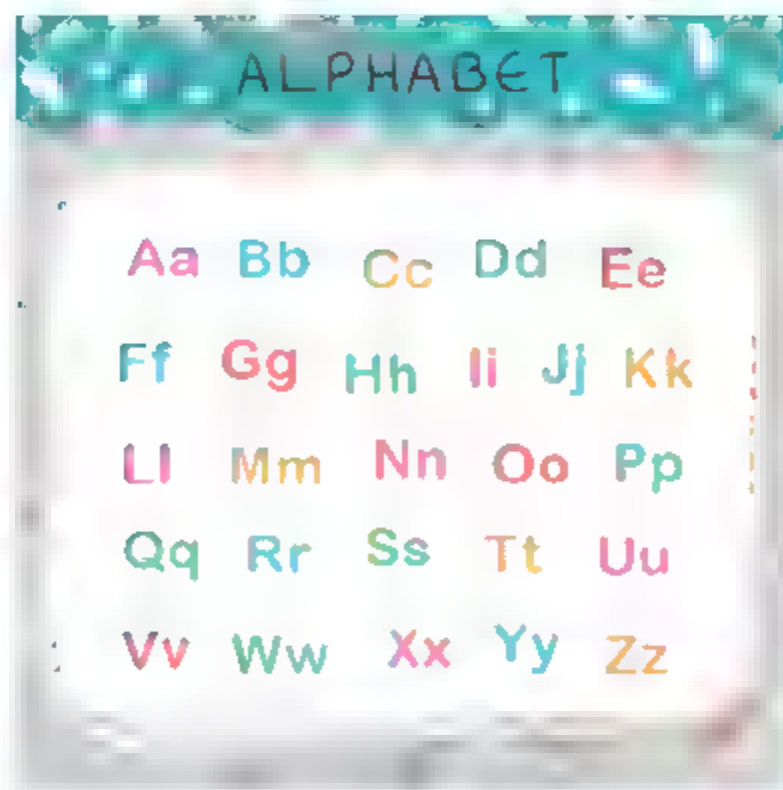 ALPHABET
Aa Bb Cc Dd Ee
Ff Gg Hh Ii Jj Kk
Ll Mm Nn Oo Pp
Qq Rr Ss Tt Uu
Vv Ww Xx Yy Zz